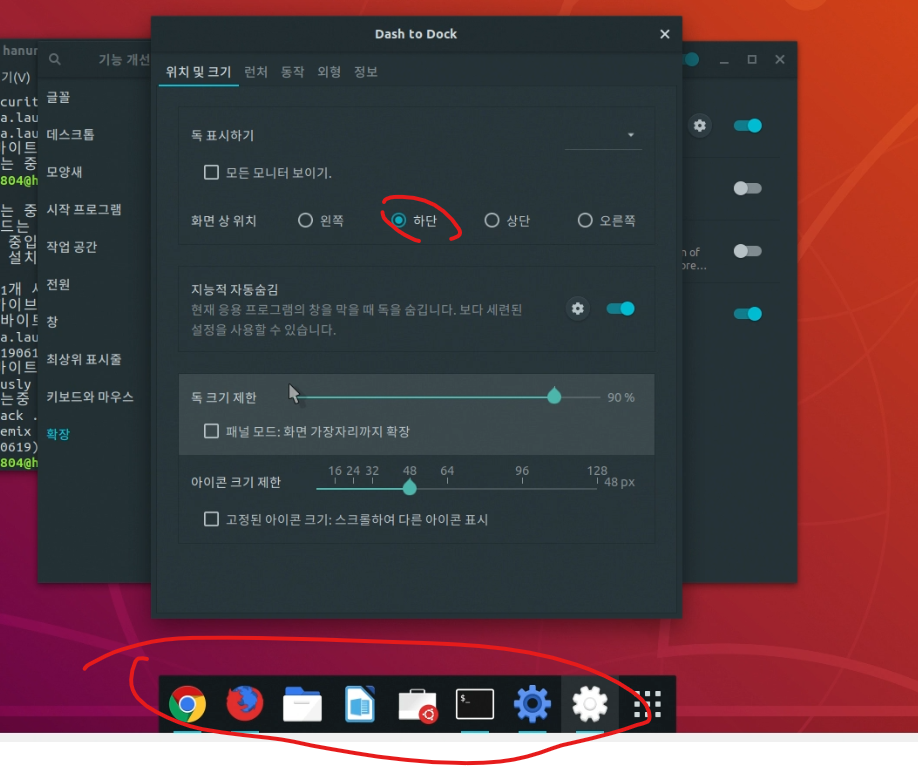 Dash to Dock
hanur
기능 개선
위치 및 크기 런처 동작 외형 정보
기(V)
글꼴
curit
a.lau
a.lau
독 표시하기
데스크톱
바이트
는 중
모든 모니터 보이기.
모양새
804@h
시작 프로그램
는 중
드는
화면 상 위치 왼쪽 하단 상단 오른쪽
중입
작업 공간
설치
n of
ore...
전원
1개 시
지능적 자동숨김
현재 응용 프로그램의 창을 막을 때 독을 숨깁니다. 보다 세련된
설정을 사용할 수 있습니다.
아이브
바이트
창
a.lau
19061
최상위 표시줄
바이트
usly
는중
키보드와 마우스
독 크기 제한 90 %
ack .
emix
확장
패널 모드: 화면 가장자리까지 확장
0619)
804@h
16 24 32 48 64 96 128
아이콘 크기 제한 48 px
고정된 아이콘 크기: 스크롤하여 다른 아이콘 표시
$_